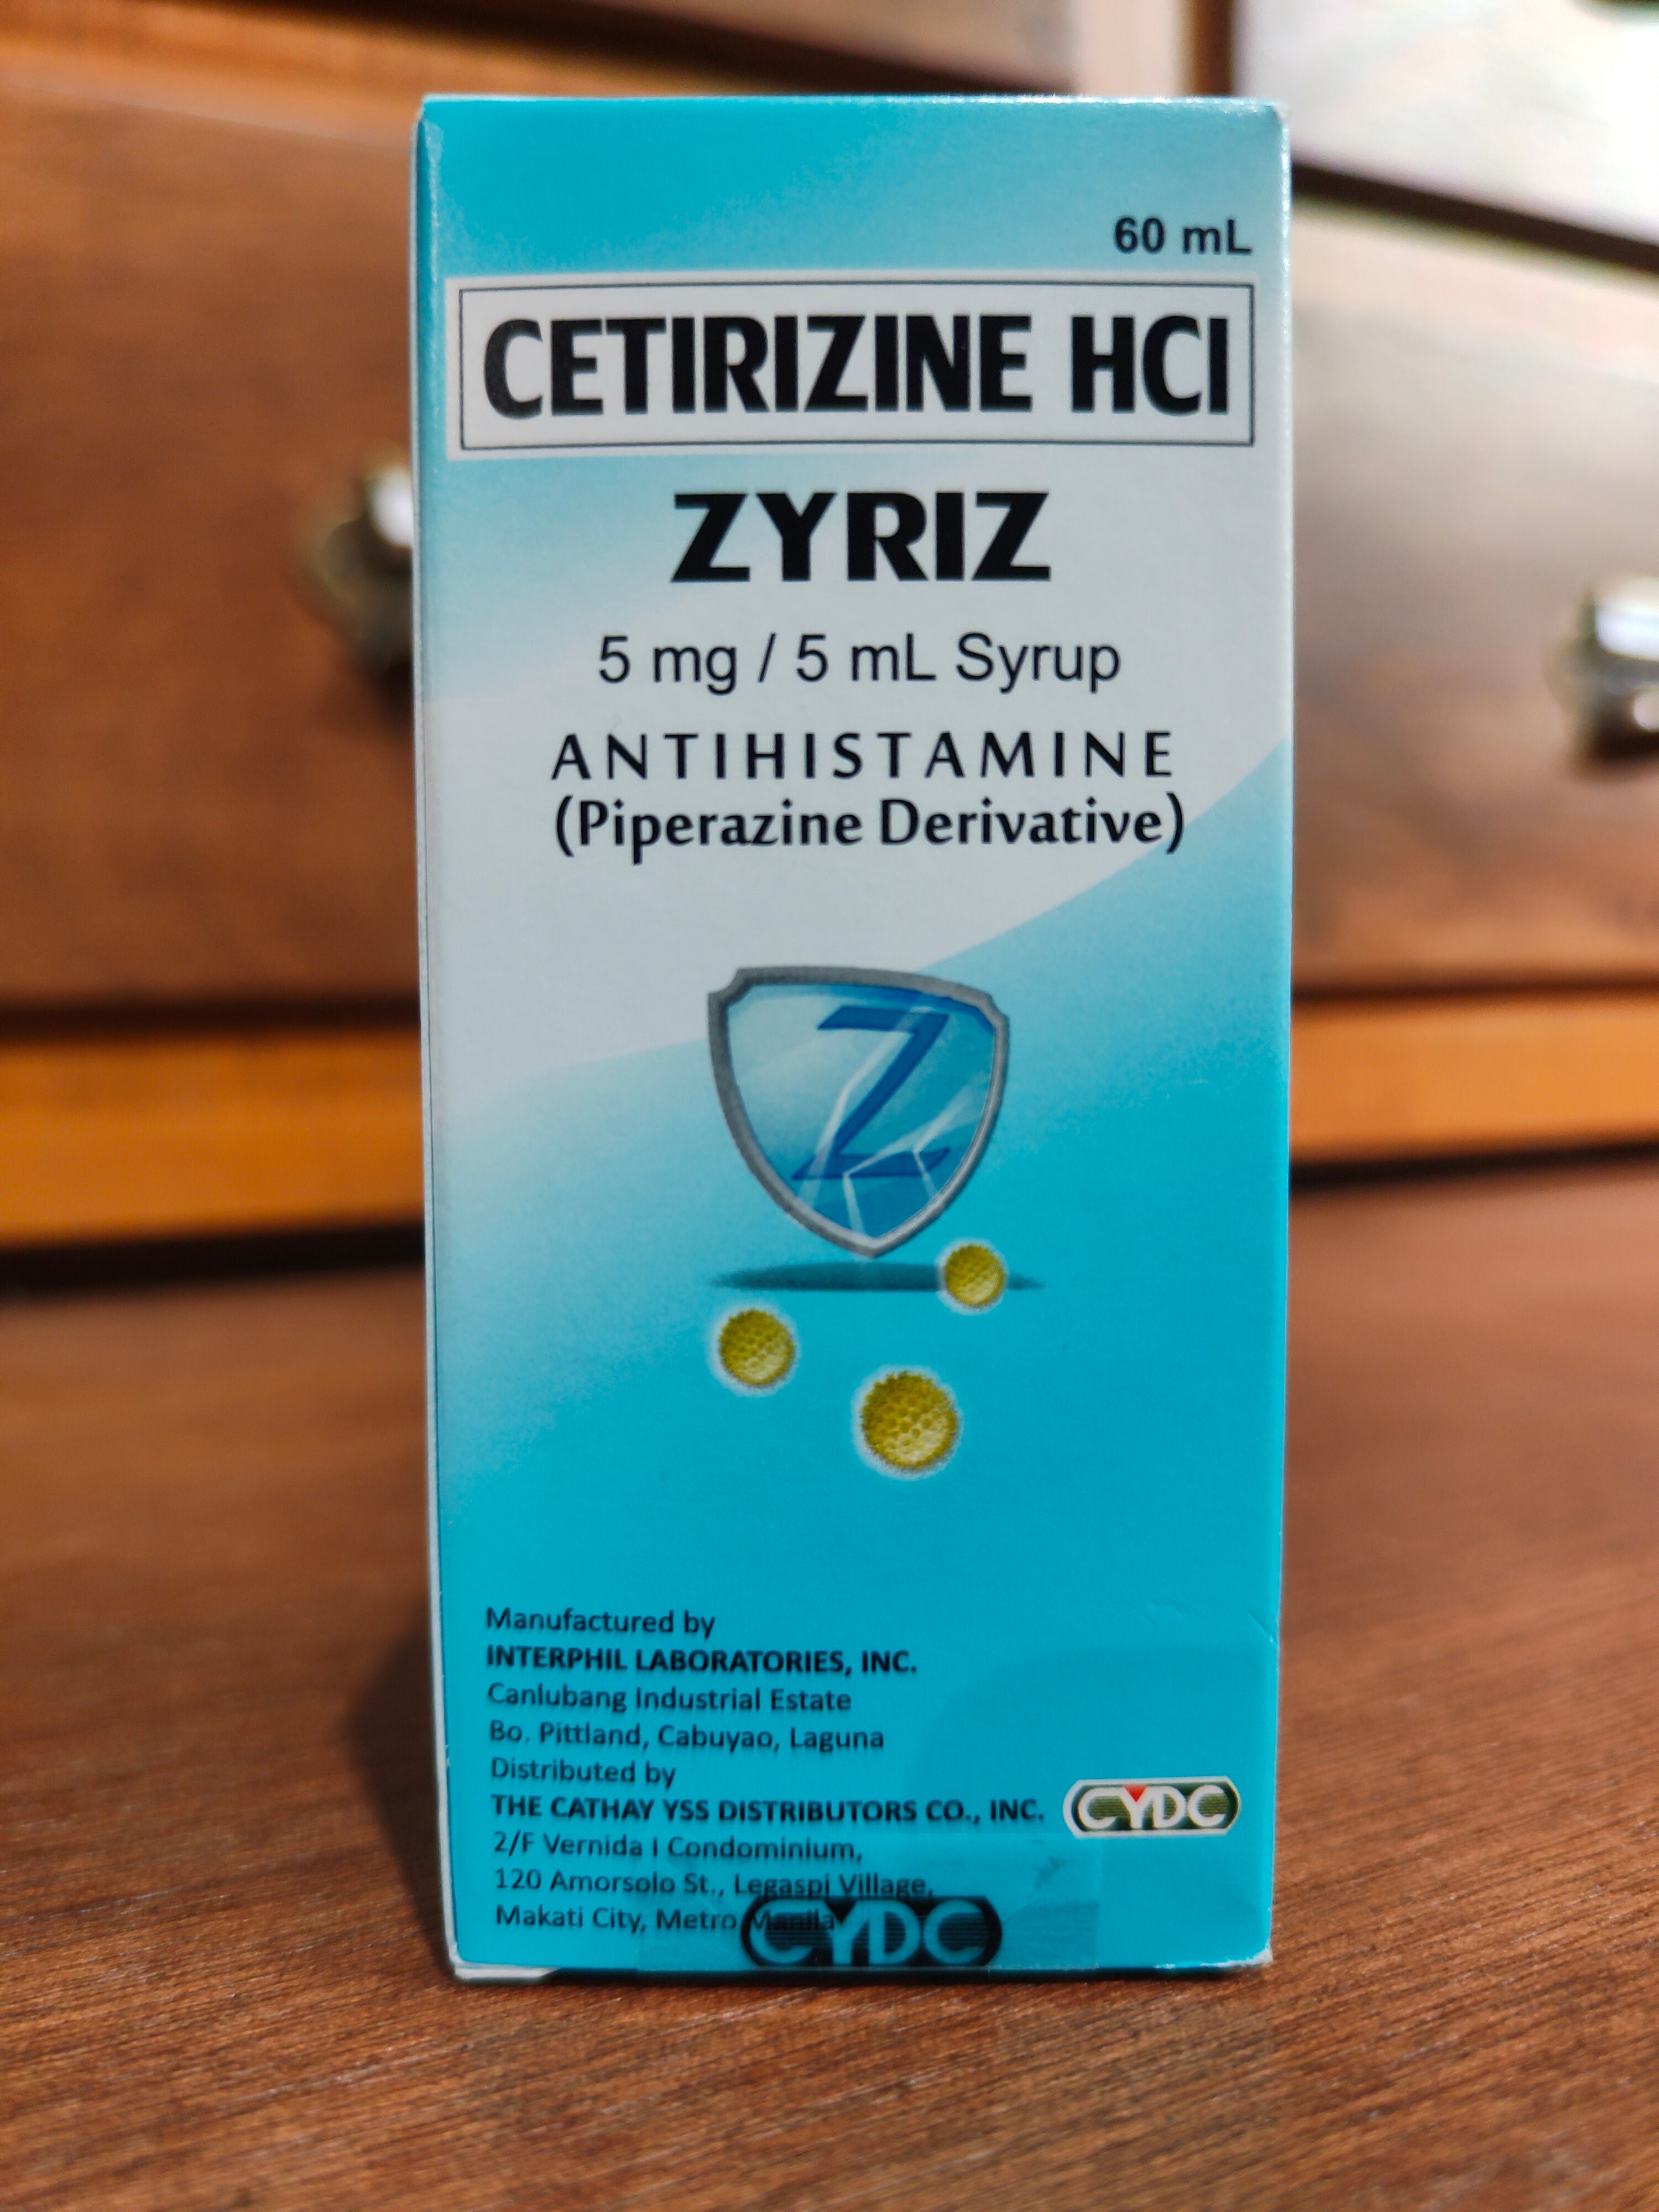 60 mL
CETIRIZINE HCl
ZYRIZ
5 mg / 5 mL Syrup
ANTIHISTAMINE
(Piperazine Derivative)
Z
Manufactured by
INTERPHIL LABORATORIES, INC.
Canlubang Industrial Estate
Bo. Pittland, Cabuyao, Laguna
Distributed by
THE CATHAY YSS DISTRIBUTORS CO., INC.
CYDC
2/F Vernida I Condominium,
120 Amorsolo St., Legaspi Village,
Makati City, Metro Manila
CYDC